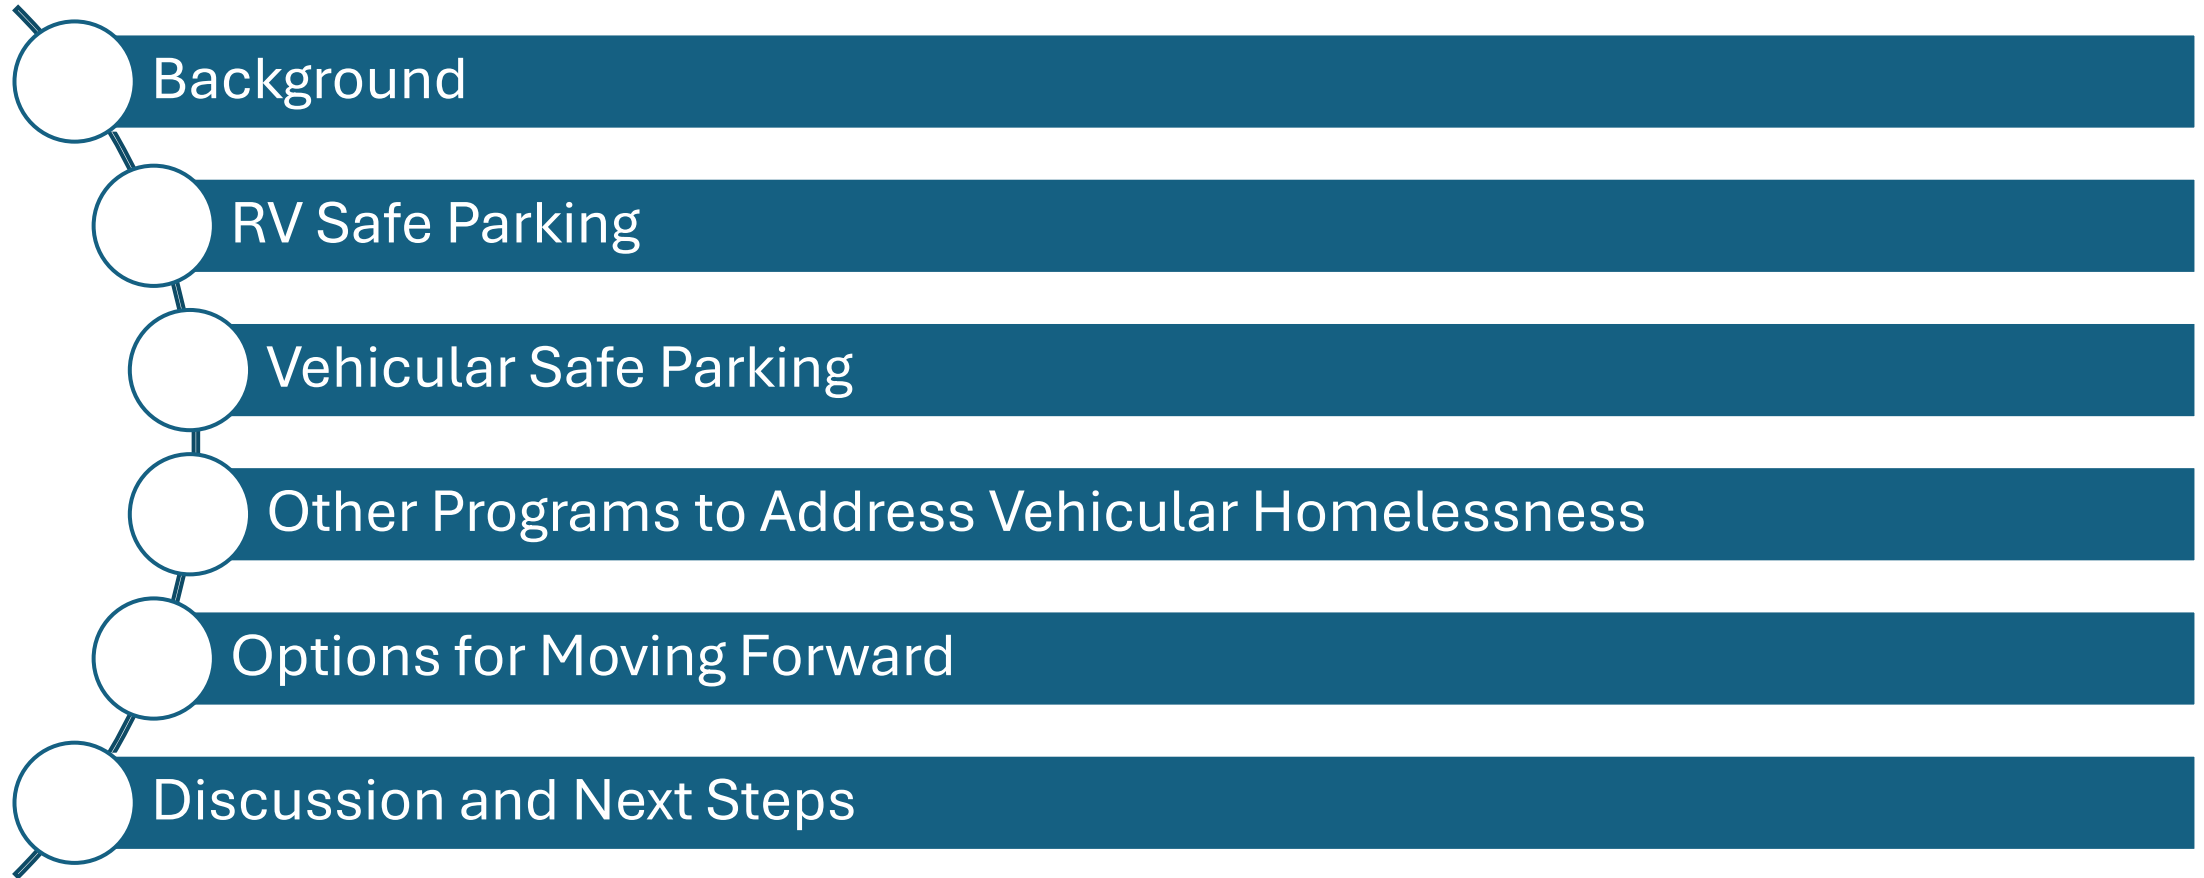 Background
RV Safe Parking
Vehicular Safe Parking
Other Programs to Address Vehicular Homelessness
Options for Moving Forward
Discussion and Next Steps